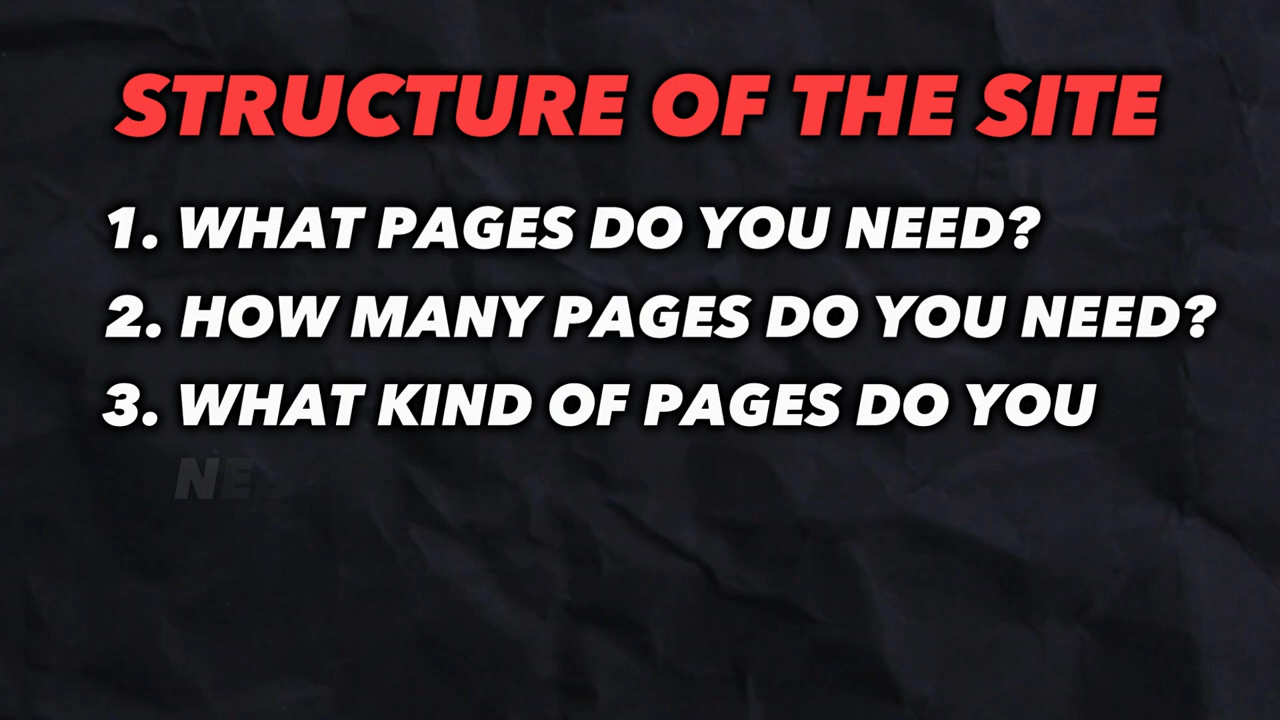 STRUCTURE OF THE SITE
1. WHAT PAGES DO YOU NEED?
2. HOW MANY PAGES DO YOU NEED?
3. WHAT KIND OF PAGES DO YOU
NE